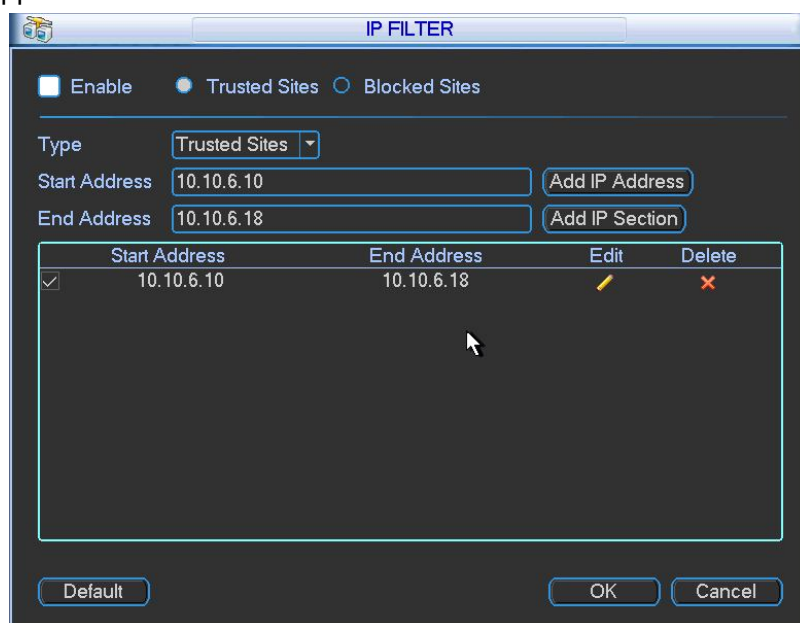 IP FILTER
Enable Trusted Sites Blocked Sites
Type Trusted Sites
Start Address 10.10.6.10 Add IP Address
End Address 10.10.6.18 Add IP Section
Start Address End Address Edit Delete
10.10.6.10 10.10.6.18
Default OK Cancel